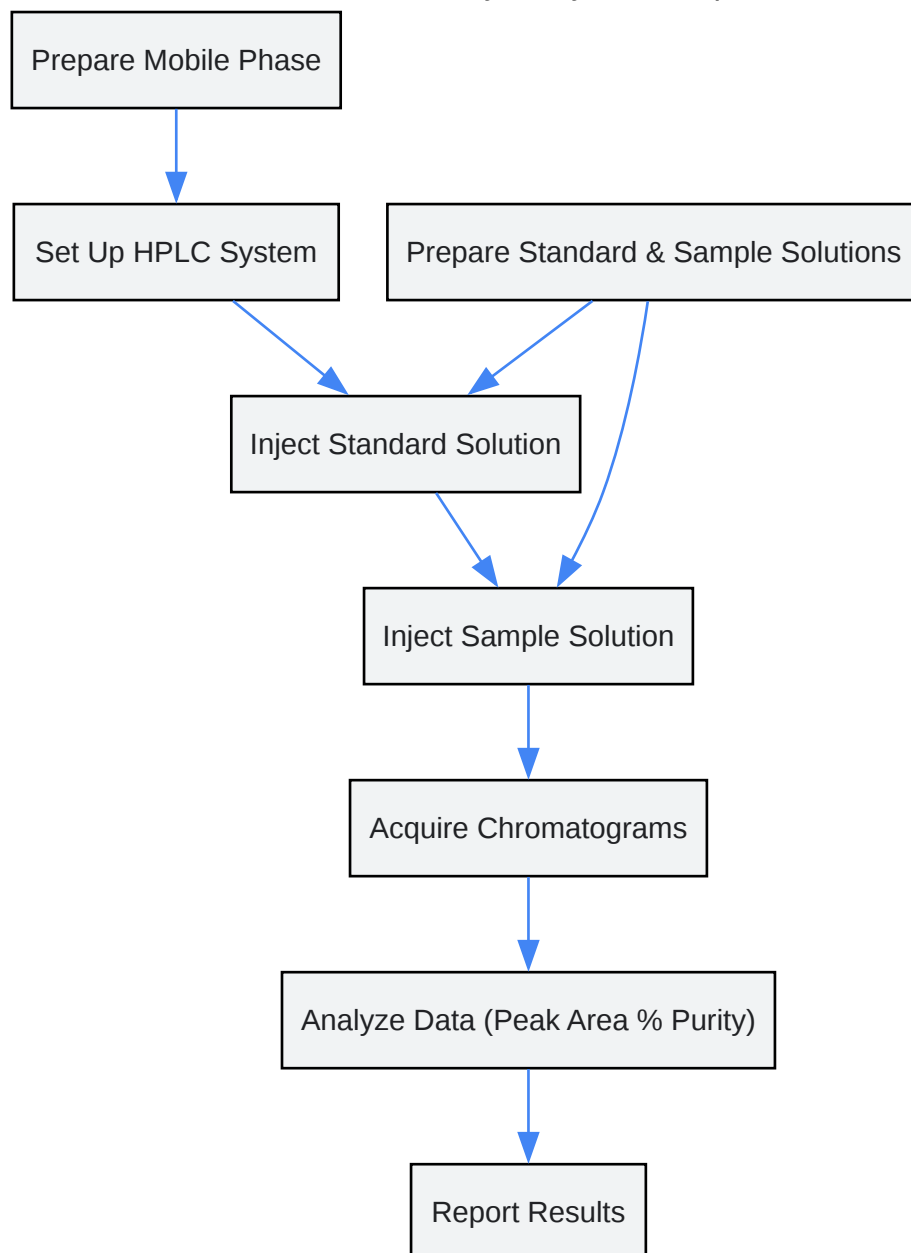 Prepare Mobile Phase
Set Up HPLC System
Prepare Standard & Sample Solutions
Inject Standard Solution
Inject Sample Solution
Acquire Chromatograms
Analyze Data (Peak Area % Purity)
Report Results